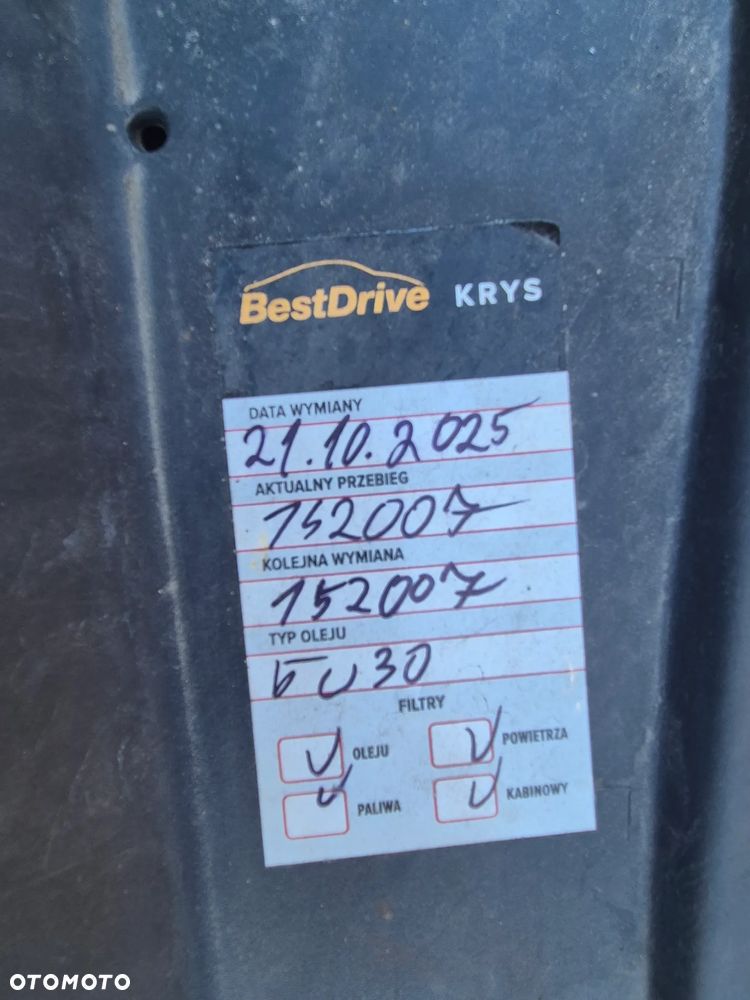 BestDrive KRYS
DATA WYMIANY
21.10.2025
AKTUALNY PRZEBIEG
132007
KOLEJNA WYMIANA
152007
TYP OLEJU
5W30
FILTRY
OLEJU POWIETRZA
PALIWA KABINOWY
OTOMOTO